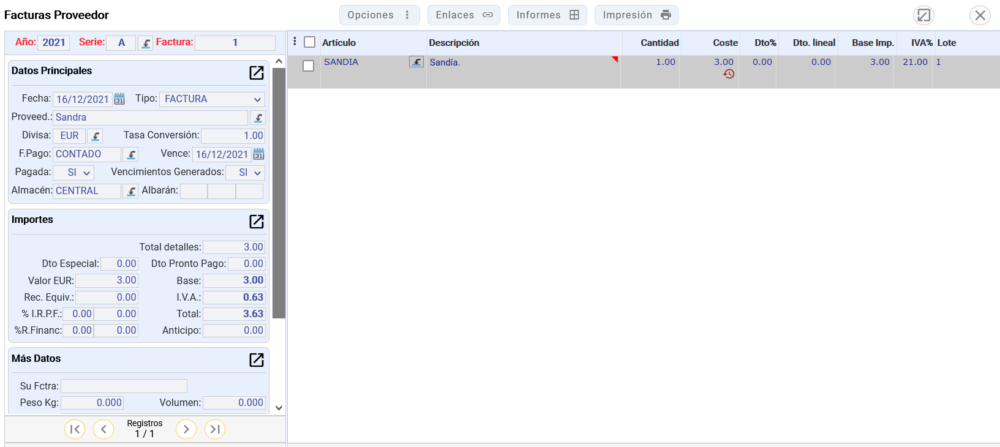 Facturas Proveedor
Opciones
Enlaces
Informes
Impresión
Año: 2021 Serie: A Factura: 1
Datos Principales
Fecha: 16/12/2021 31 Tipo: FACTURA
Proveed.: Sandra
Divisa: EUR Tasa Conversión: 1.00
F.Pago: CONTADO Vence: 16/12/2021 31
Pagada: SI Vencimientos Generados: SI
Almacén: CENTRAL Albarán:
Importes
Total detalles: 3.00
Dto Especial: 0.00 Dto Pronto Pago: 0.00
Valor EUR: 3.00 Base: 3.00
Rec. Equiv.: 0.00 I.V.A.: 0.63
% I.R.P.F.: 0.00 0.00 Total: 3.63
%R.Financ: 0.00 0.00 Anticipo: 0.00
Más Datos
Su Fctra:
Peso Kg: 0.000 Volumen: 0.000
Registros
1 / 1
Artículo Descripción Cantidad Coste Dto% Dto. lineal Base Imp. IVA% Lote
SANDIA Sandía. 1.00 3.00 0.00 0.00 3.00 21.00 1